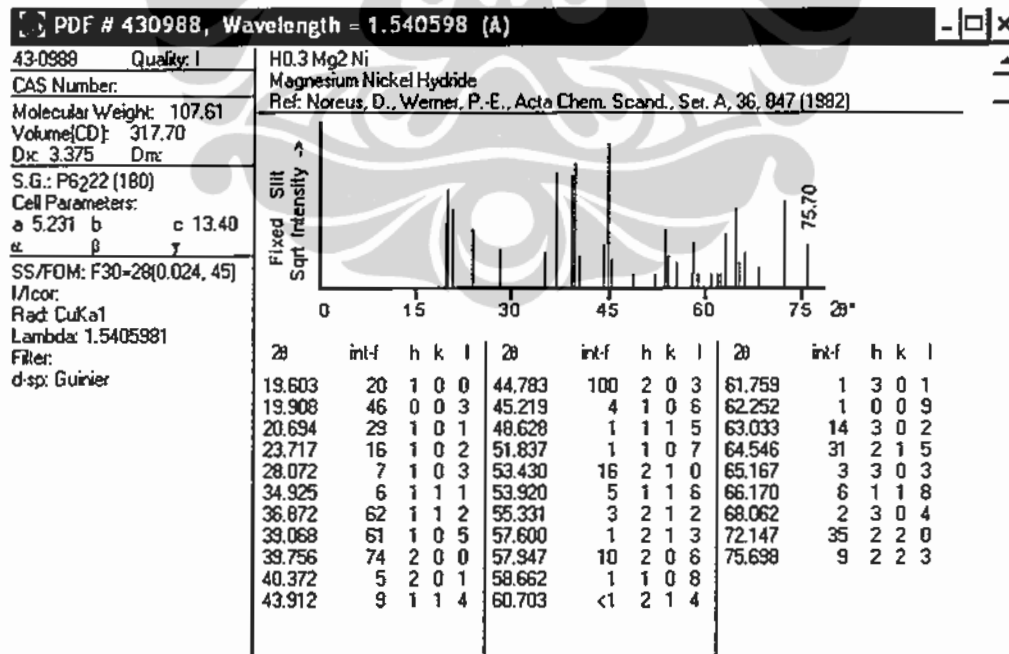 PDF # 430988, Wavelength = 1.540598 (A)
43-0988 Quality: I
CAS Number:
Molecular Weight: 107.61
Volume[CD]: 317.70
Dx: 3.375 Dm:
S.G.: P6222 (180)
Cell Parameters:
a 5.231 b c 13.40
α β γ
SS/FOM: F30=28(0.024, 45)
I/Icor:
Rad: CuKa1
Lambda: 1.5405981
Filter:
d-sp: Guinier
H0.3 Mg2 Ni
Magnesium Nickel Hydride
Ref: Noreus, D., Werner, P.-E., Acta Chem. Scand., Ser. A, 36, 847 (1982)
Fixed Slit
Sqrt Intensity ->
75.70
0 15 30 45 60 75 2θ°
2θ int-f h k l 2θ int-f h k l 2θ int-f h k l
19.603 20 1 0 0 44.783 100 2 0 3 61.759 1 3 0 1
19.908 46 0 0 3 45.219 4 1 0 6 62.252 1 0 0 9
20.694 29 1 0 1 48.628 1 1 1 5 63.033 14 3 0 2
23.717 16 1 0 2 51.837 1 1 0 7 64.546 31 2 1 5
28.072 7 1 0 3 53.430 16 2 1 0 65.167 3 3 0 3
34.925 6 1 1 1 53.920 5 1 1 6 66.170 6 1 1 8
36.872 62 1 1 2 55.331 3 2 1 2 68.062 2 3 0 4
39.068 61 1 0 5 57.600 1 2 1 3 72.147 35 2 2 0
39.756 74 2 0 0 57.947 10 2 0 6 75.698 9 2 2 3
40.372 5 2 0 1 58.662 1 1 0 8
43.912 9 1 1 4 60.703 <1 2 1 4